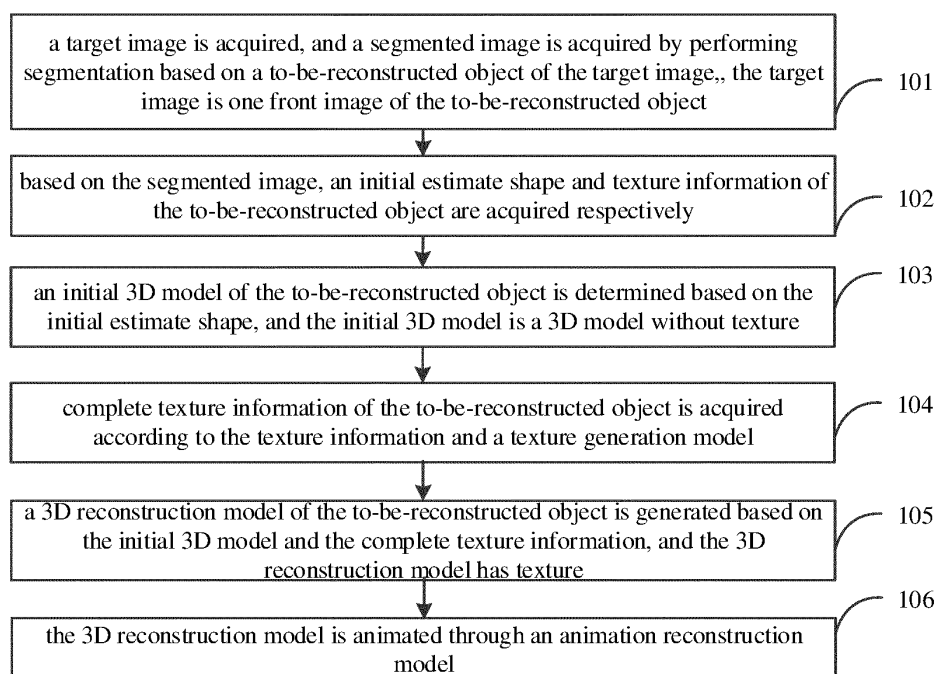 a target image is acquired, and a segmented image is acquired by performing
segmentation based on a to-be-reconstructed object of the target image,, the target
image is one front image of the to-be-reconstructed object
101
based on the segmented image, an initial estimate shape and texture information of
the to-be-reconstructed object are acquired respectively
102
an initial 3D model of the to-be-reconstructed object is determined based on the
initial estimate shape, and the initial 3D model is a 3D model without texture
103
complete texture information of the to-be-reconstructed object is acquired
according to the texture information and a texture generation model
104
a 3D reconstruction model of the to-be-reconstructed object is generated based on
the initial 3D model and the complete texture information, and the 3D
reconstruction model has texture
105
the 3D reconstruction model is animated through an animation reconstruction
model
106